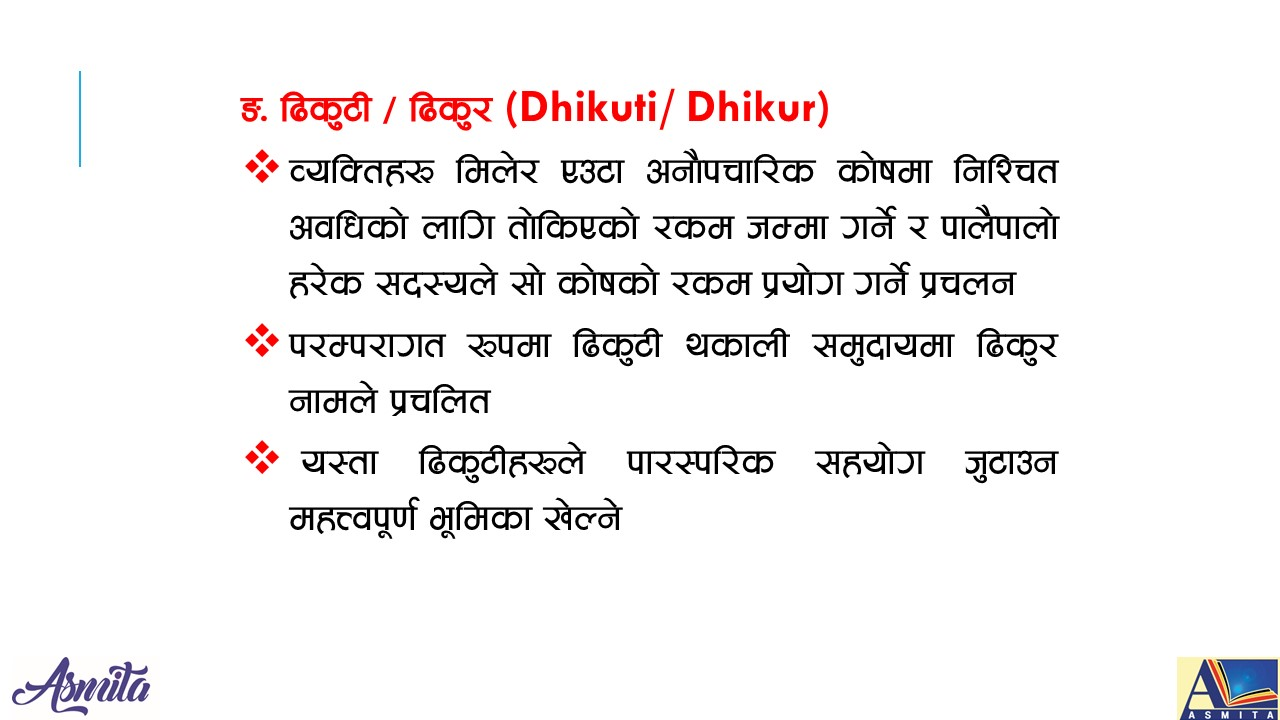 ङ. ढिकुटी / ढिकुर (Dhikuti/ Dhikur)
❖ व्यक्तिहरु मिलेर एउटा अनौपचारिक कोषमा निश्चित
अवधिको लागि तोकिएको रकम जम्मा गर्ने र पालैपालो
हरेक सदस्यले सो कोषको रकम प्रयोग गर्ने प्रचलन
❖ परम्परागत रुपमा ढिकुटी थकाली समुदायमा ढिकुर
नामले प्रचलित
❖ यस्ता ढिकुटीहरुले पारस्परिक सहयोग जुटाउन
महत्त्वपूर्ण भूमिका खेल्ने
Asmita
ASMITA